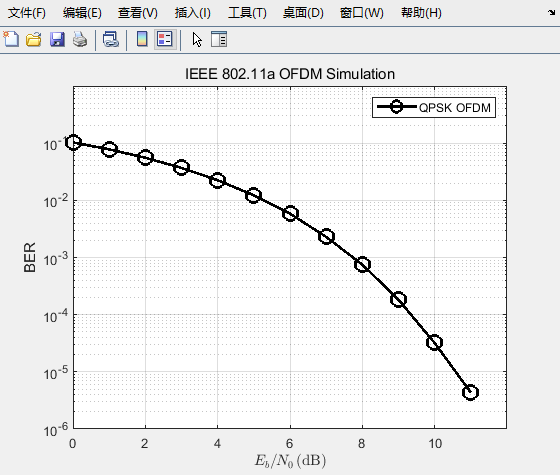 文件(F) 编辑(E) 查看(V) 插入(I) 工具(T) 桌面(D) 窗口(W) 帮助(H)
IEEE 802.11a OFDM Simulation
QPSK OFDM
10^-1
10^-2
10^-3
10^-4
10^-5
10^-6
BER
0 2 4 6 8 10
E_b/N_0 (dB)